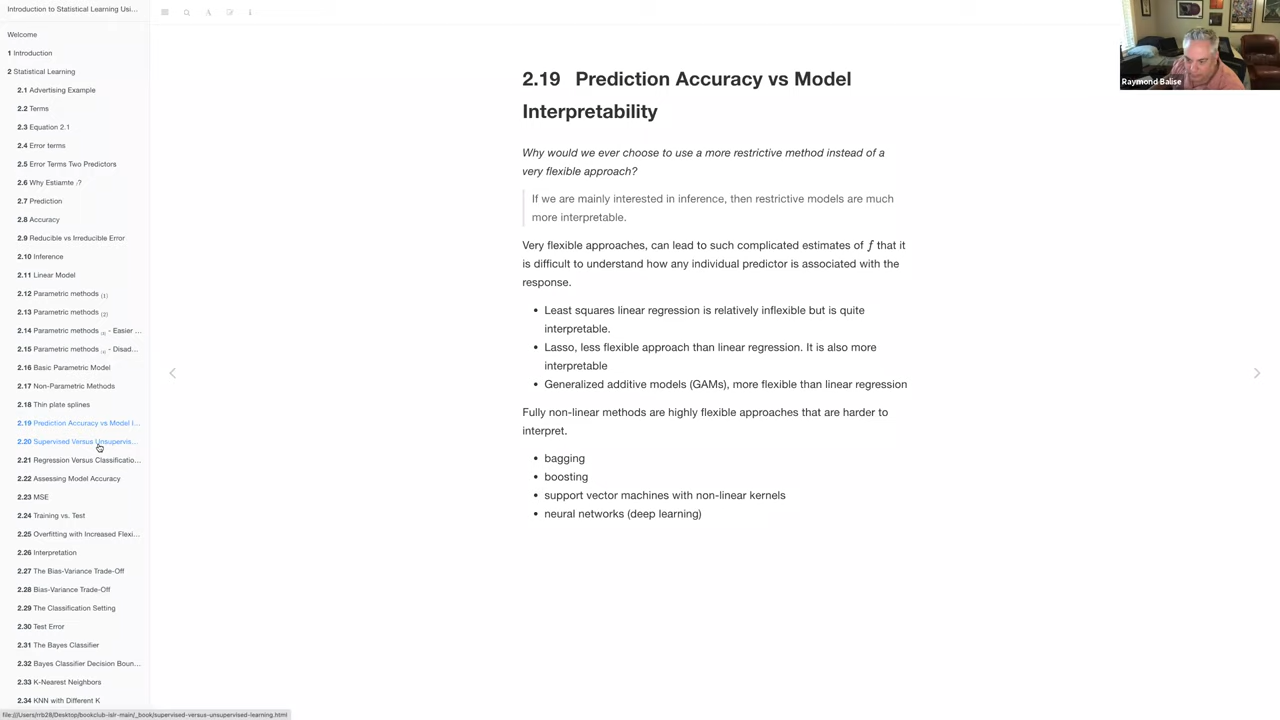 Introduction to Statistical Learning Usi...
Welcome
1 Introduction
2 Statistical Learning
2.1 Advertising Example
2.2 Terms
2.3 Equation 2.1
2.4 Error terms
2.5 Error Terms Two Predictors
2.6 Why Estiamte ?
2.7 Prediction
2.8 Accuracy
2.9 Reducible vs Irreducible Error
2.10 Inference
2.11 Linear Model
2.12 Parametric methods (1)
2.13 Parametric methods (2)
2.14 Parametric methods - Easier ...
2.15 Parametric methods - Disad...
2.16 Basic Parametric Model
2.17 Non-Parametric Methods
2.18 Thin plate splines
2.19 Prediction Accuracy vs Model I...
2.20 Supervised Versus Unsupervis...
2.21 Regression Versus Classificatio...
2.22 Assessing Model Accuracy
2.23 MSE
2.24 Training vs. Test
2.25 Overfitting with Increased Flexi...
2.26 Interpretation
2.27 The Bias-Variance Trade-Off
2.28 Bias-Variance Trade-Off
2.29 The Classification Setting
2.30 Test Error
2.31 The Bayes Classifier
2.32 Bayes Classifier Decision Boun...
2.33 K-Nearest Neighbors
2.34 KNN with Different K
file:///Users/rrb28/Desktop/bookclub-islr-main/_book/supervised-versus-unsupervised-learning.html
2.19 Prediction Accuracy vs Model
Interpretability
Why would we ever choose to use a more restrictive method instead of a
very flexible approach?
If we are mainly interested in inference, then restrictive models are much
more interpretable.
Very flexible approaches, can lead to such complicated estimates of f that it
is difficult to understand how any individual predictor is associated with the
response.
• Least squares linear regression is relatively inflexible but is quite
interpretable.
• Lasso, less flexible approach than linear regression. It is also more
interpretable
• Generalized additive models (GAMs), more flexible than linear regression
Fully non-linear methods are highly flexible approaches that are harder to
interpret.
• bagging
• boosting
• support vector machines with non-linear kernels
• neural networks (deep learning)
Raymond Balise